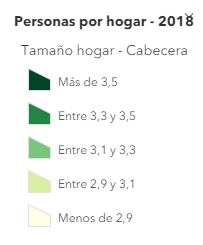 Personas por hogar - 2018
Tamaño hogar - Cabecera
Más de 3,5
Entre 3,3 y 3,5
Entre 3,1 y 3,3
Entre 2,9 y 3,1
Menos de 2,9